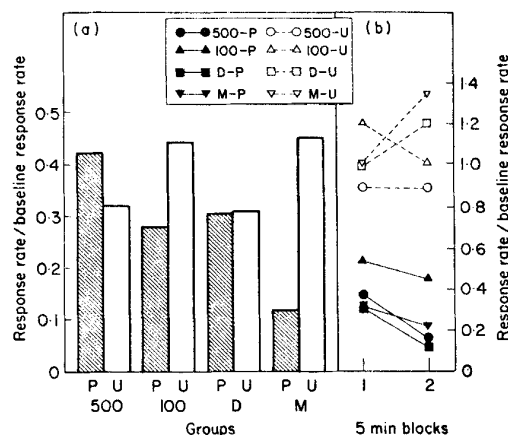 (a)
500-P 500-U
100-P 100-U
D-P D-U
M-P M-U
(b)
Response rate/baseline response rate
0·5
0·4
0·3
0·2
0·1
0
P U P U P U P U
500 100 D M
Groups
1·4
1·2
1·0
0·8
0·6
0·4
0·2
0
Response rate/baseline response rate
1 2
5 min blocks